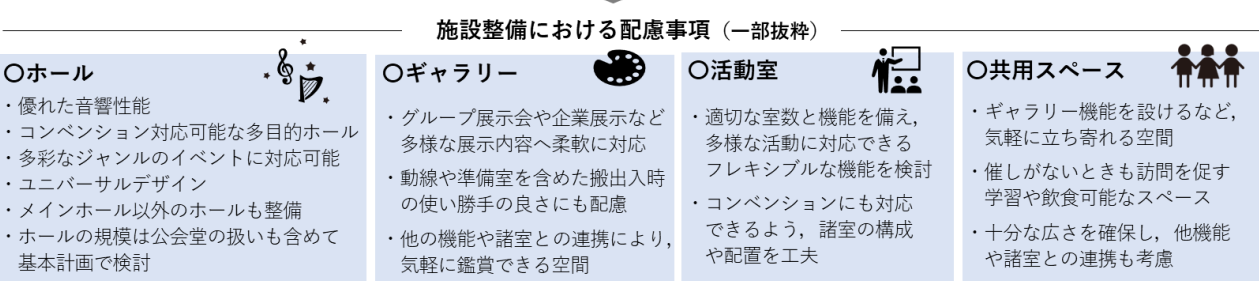 施設整備における配慮事項（一部抜粋）
〇ホール
・優れた音響性能
・コンベンション対応可能な多目的ホール
・多彩なジャンルのイベントに対応可能
・ユニバーサルデザイン
・メインホール以外のホールも整備
・ホールの規模は公会堂の扱いも含めて
基本計画で検討
〇ギャラリー
・グループ展示会や企業展示など
多様な展示内容へ柔軟に対応
・動線や準備室を含めた搬出入時
の使い勝手の良さにも配慮
・他の機能や諸室との連携により，
気軽に鑑賞できる空間
〇活動室
・適切な室数と機能を備え，
多様な活動に対応できる
フレキシブルな機能を検討
・コンベンションにも対応
できるよう，諸室の構成
や配置を工夫
〇共用スペース
・ギャラリー機能を設けるなど，
気軽に立ち寄れる空間
・催しがないときも訪問を促す
学習や飲食可能なスペース
・十分な広さを確保し，他機能
や諸室との連携も考慮